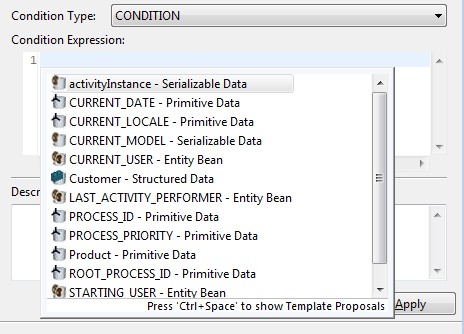 Condition Type: CONDITION
Condition Expression:
1
activityInstance - Serializable Data
CURRENT_DATE - Primitive Data
CURRENT_LOCALE - Primitive Data
CURRENT_MODEL - Serializable Data
CURRENT_USER - Entity Bean
Customer - Structured Data
Descr
LAST_ACTIVITY_PERFORMER - Entity Bean
PROCESS_ID - Primitive Data
PROCESS_PRIORITY - Primitive Data
Product - Primitive Data
ROOT_PROCESS_ID - Primitive Data
STARTING_USER - Entity Bean
Press 'Ctrl+Space' to show Template Proposals
Apply